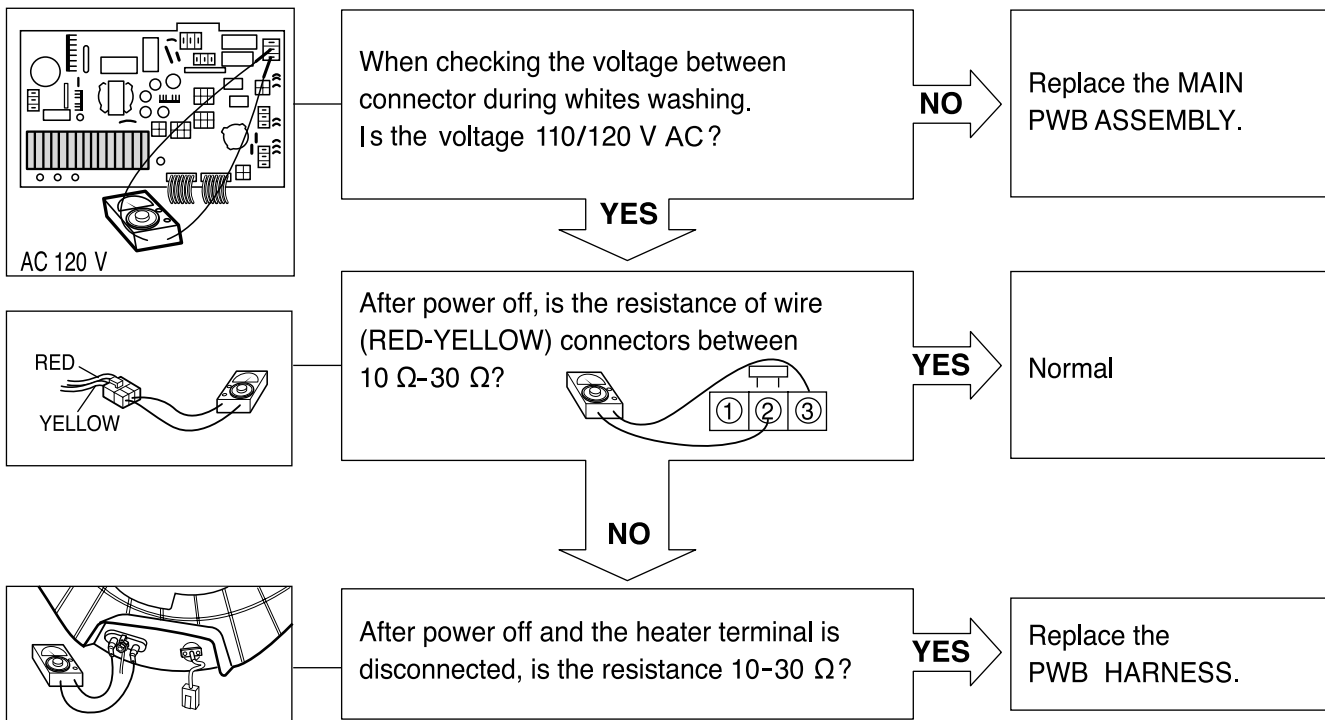 AC 120 V
When checking the voltage between
connector during whites washing.
Is the voltage 110/120 V AC?
NO
Replace the MAIN
PWB ASSEMBLY.
YES
RED
YELLOW
After power off, is the resistance of wire
(RED-YELLOW) connectors between
10 Ω-30 Ω?
① ② ③
YES
Normal
NO
After power off and the heater terminal is
disconnected, is the resistance 10-30 Ω?
YES
Replace the
PWB HARNESS.